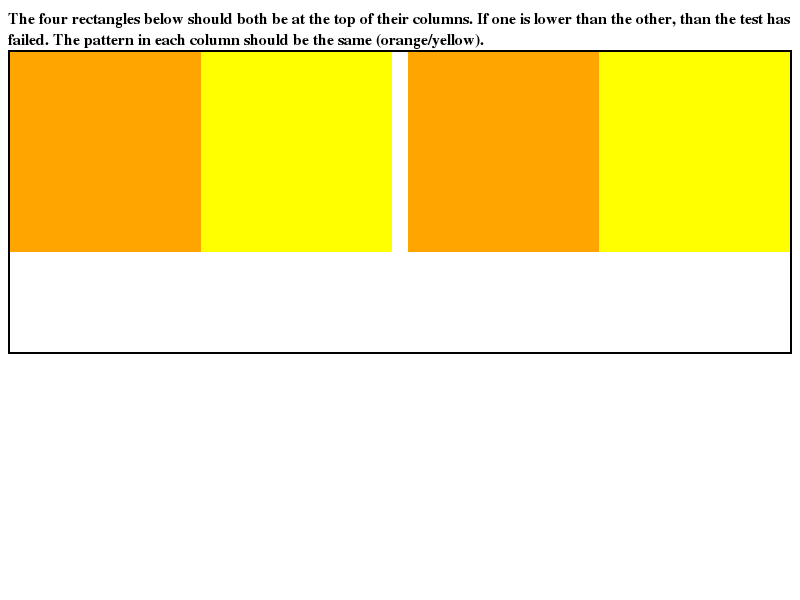 The four rectangles below should both be at the top of their columns. If one is lower than the other, than the test has
failed. The pattern in each column should be the same (orange/yellow).